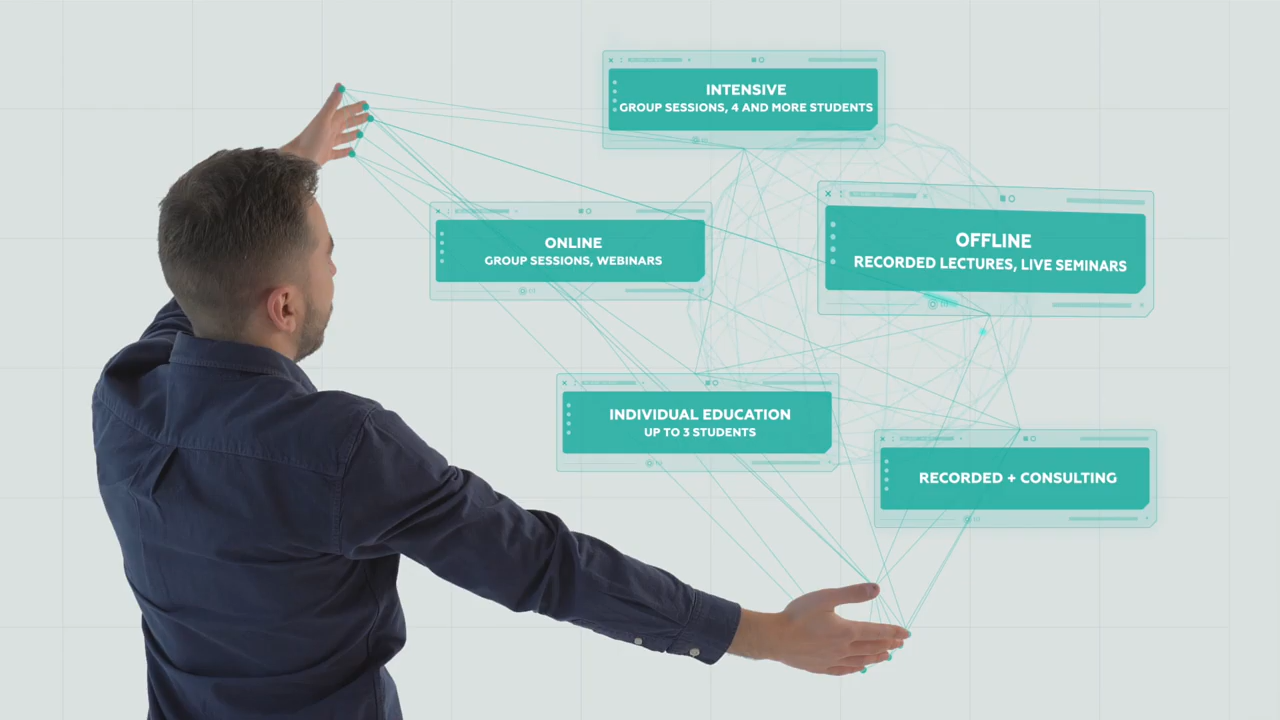 INTENSIVE
GROUP SESSIONS, 4 AND MORE STUDENTS
OFFLINE
RECORDED LECTURES, LIVE SEMINARS
ONLINE
GROUP SESSIONS, WEBINARS
INDIVIDUAL EDUCATION
UP TO 3 STUDENTS
RECORDED + CONSULTING